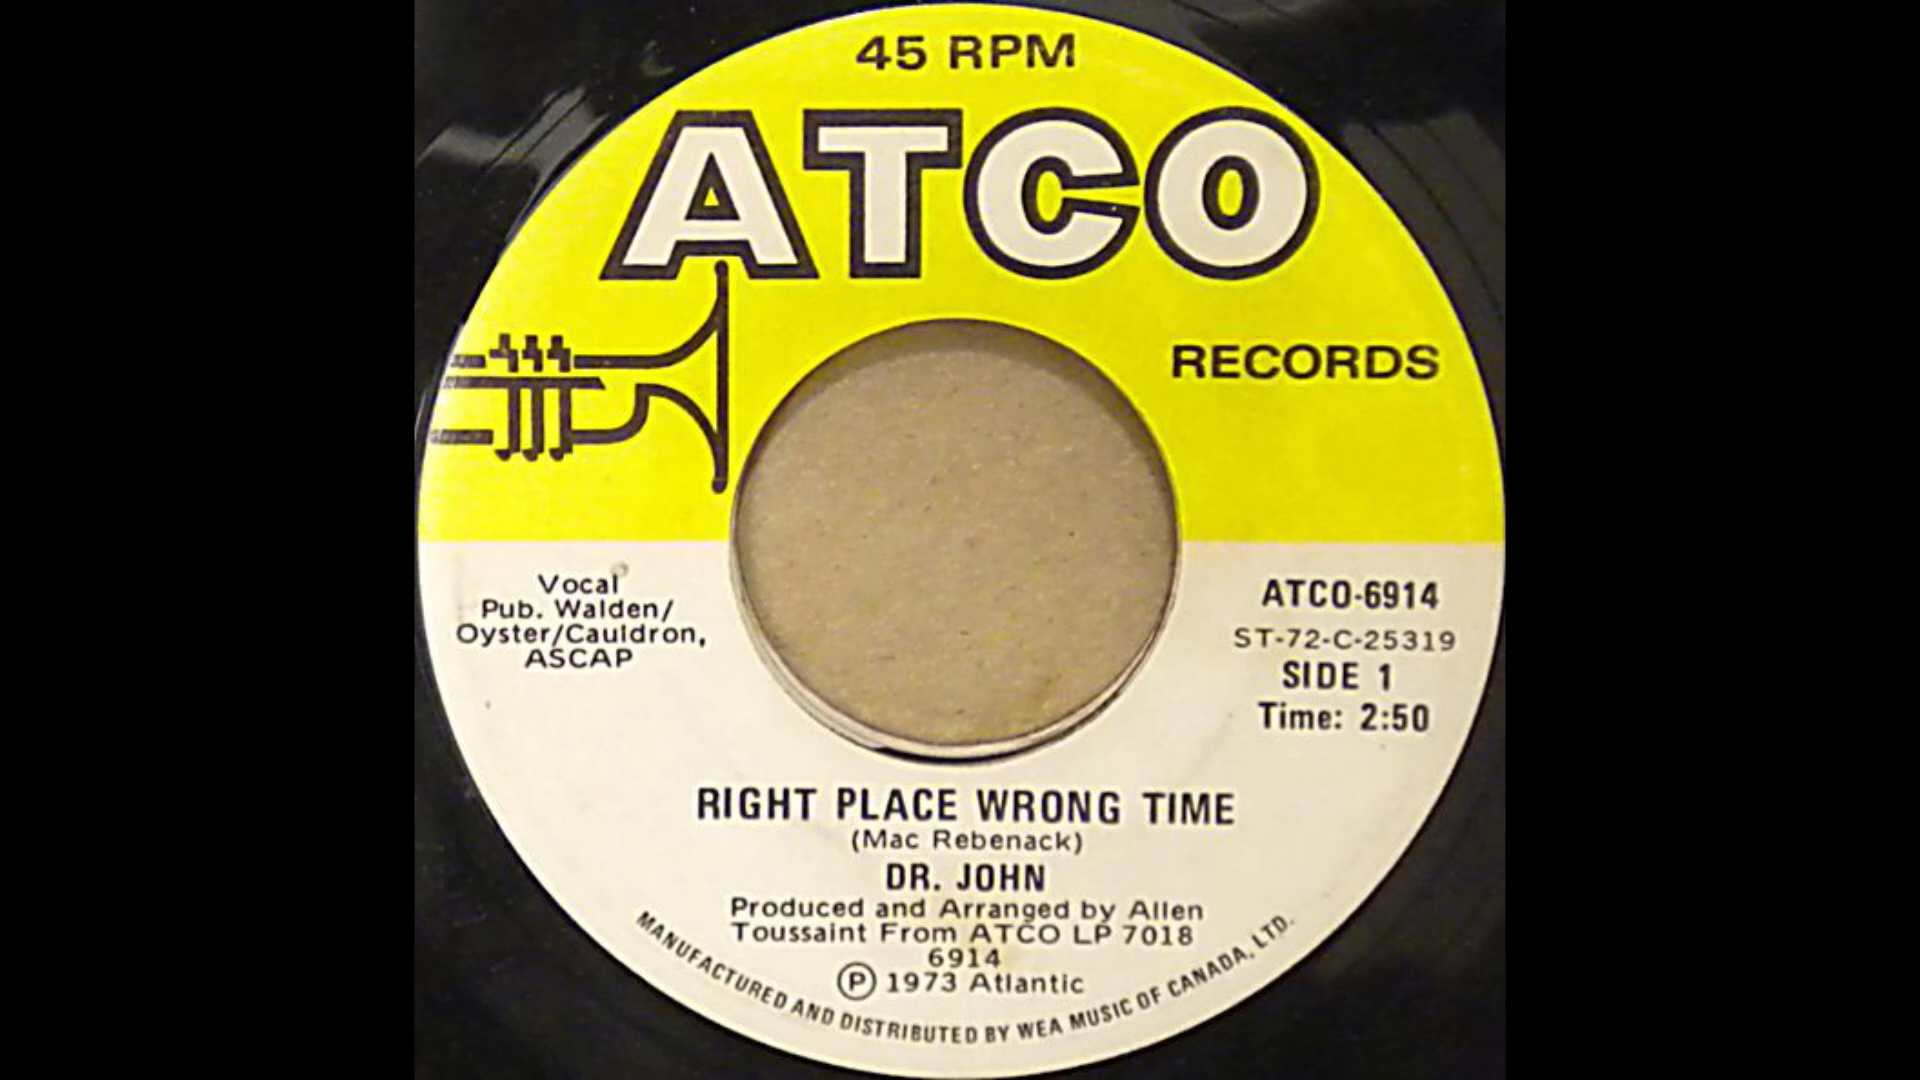 45 RPM
ATCO
RECORDS
Vocal
Pub. Walden/
Oyster/Cauldron,
ASCAP
ATCO-6914
ST-72-C-25319
SIDE 1
Time: 2:50
RIGHT PLACE WRONG TIME
(Mac Rebenack)
DR. JOHN
Produced and Arranged by Allen
Toussaint From ATCO LP 7018
6914
Ⓟ 1973 Atlantic
MANUFACTURED AND DISTRIBUTED BY WEA MUSIC OF CANADA, LTD.